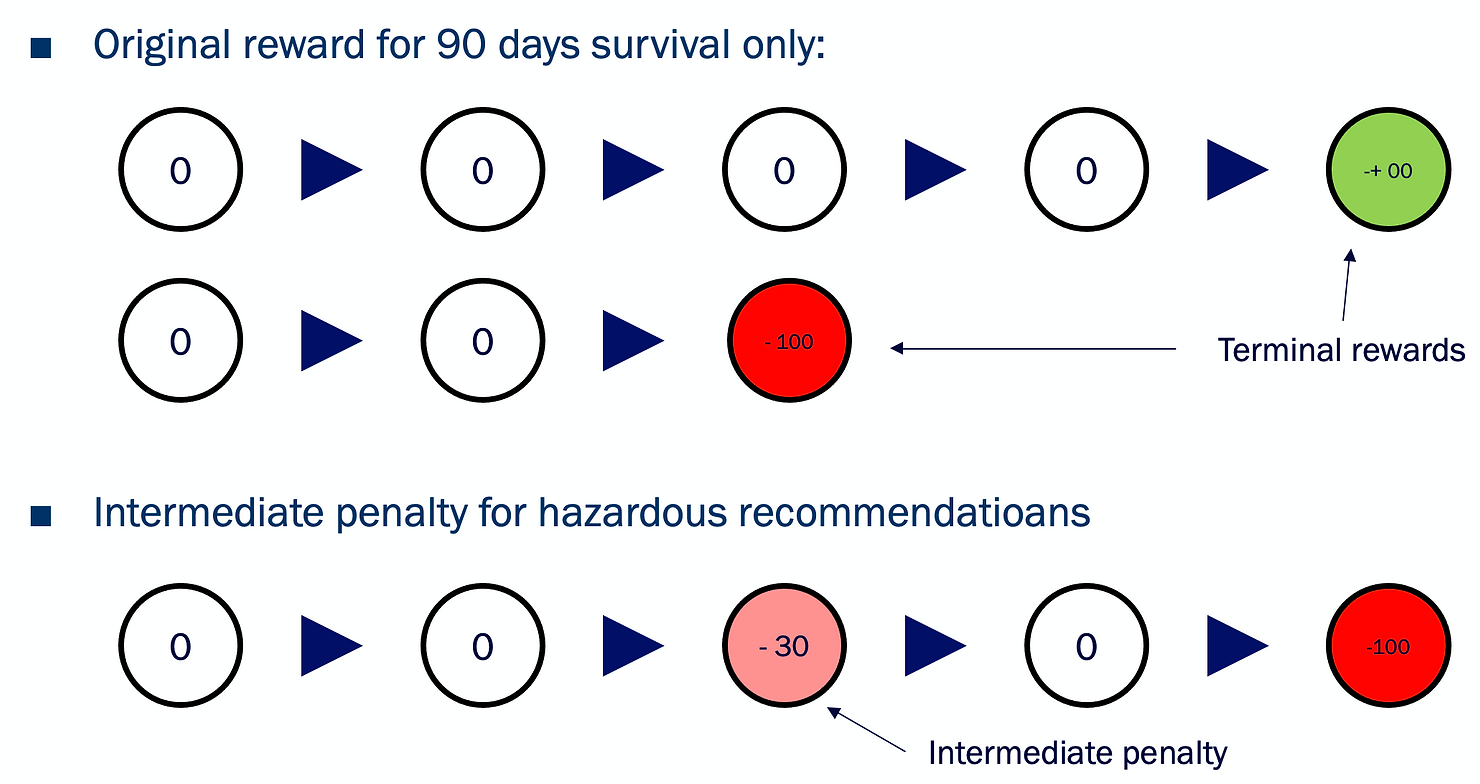 Original reward for 90 days survival only:
0 0 0 0 -+ 00
0 0 - 100
Terminal rewards
Intermediate penalty for hazardous recommendatioans
0 0 - 30 0 -100
Intermediate penalty